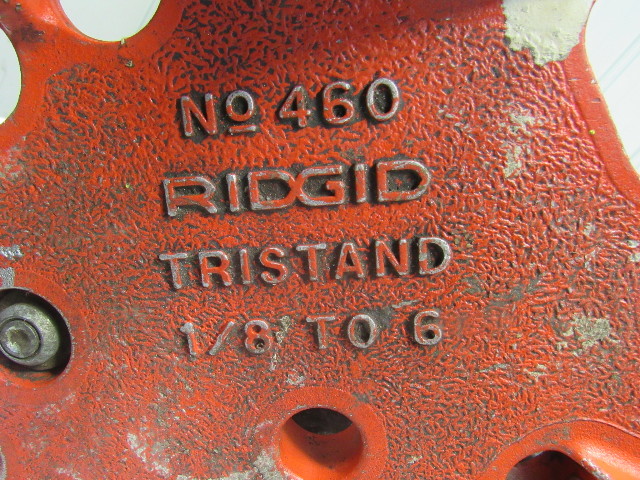 Nº 460
RIDGID
TRISTAND
1/8 TO 6